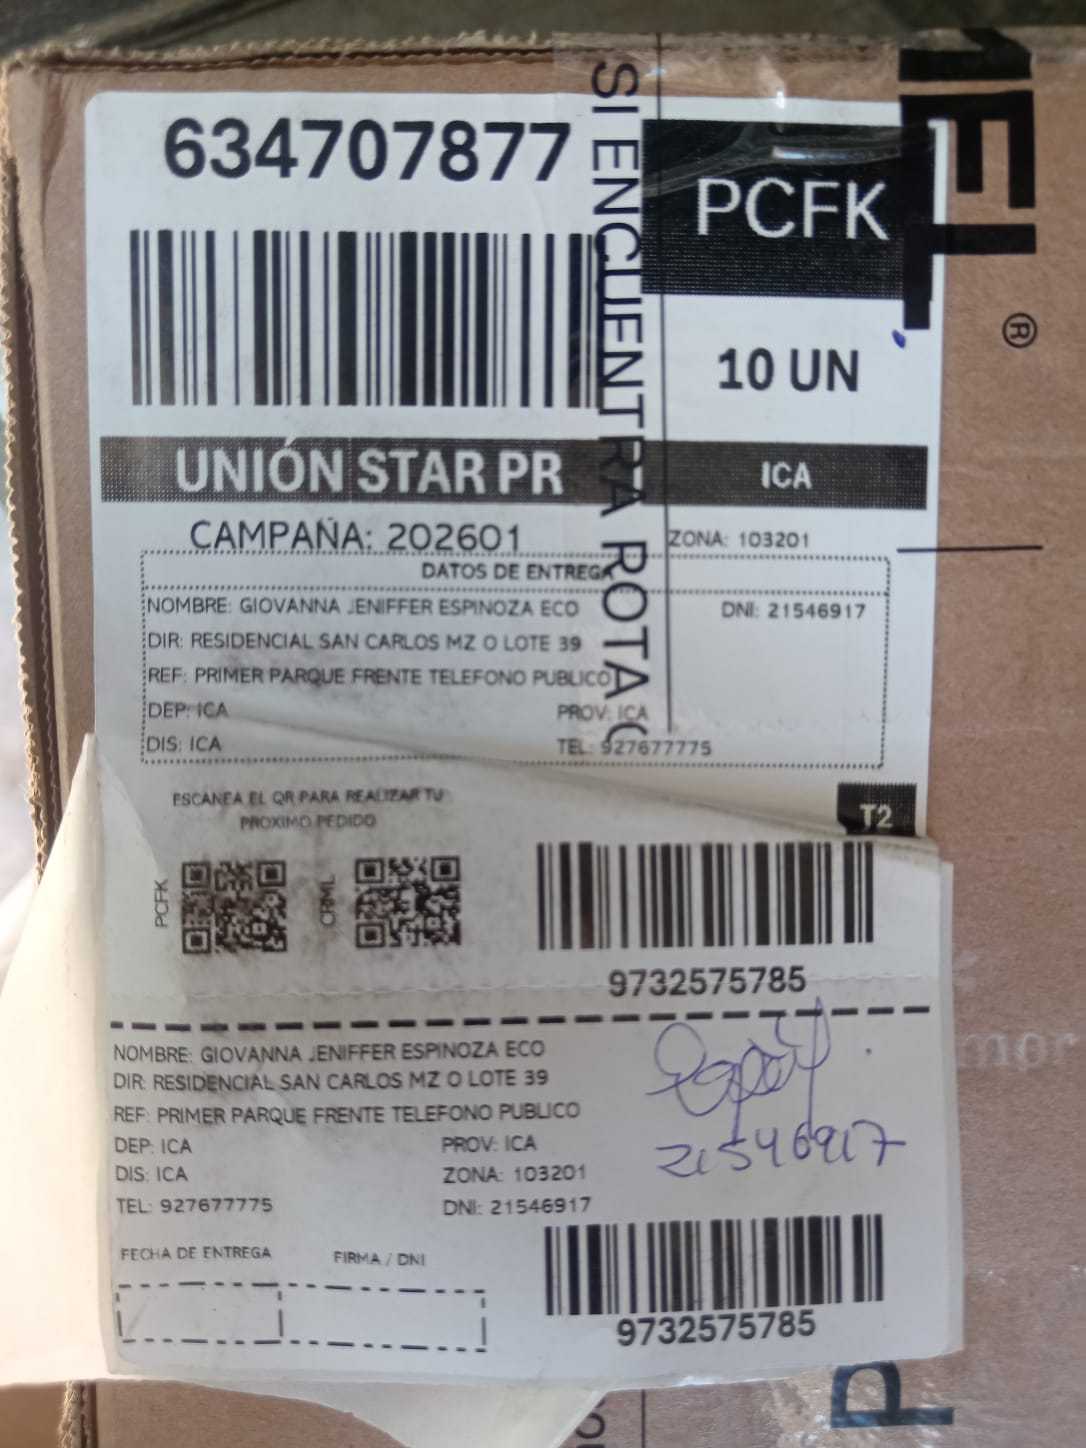 634707877
PCFK
10 UN
SI ENCUENTRA ROTA (
MEL
®
UNIÓN STAR PR
ICA
CAMPAÑA: 202601
ZONA: 103201
DATOS DE ENTREGA
NOMBRE: GIOVANNA JENIFFER ESPINOZA ECO
DNI: 21546917
DIR: RESIDENCIAL SAN CARLOS MZ O LOTE 39
REF: PRIMER PARQUE FRENTE TELEFONO PUBLICO
DEP: ICA
PROV: ICA
DIS: ICA
TEL: 927677775
ESCANEA EL QR PARA REALIZAR TU
PROXIMO PEDIDO
T2
PCFK
CRML
9732575785
NOMBRE: GIOVANNA JENIFFER ESPINOZA ECO
DIR: RESIDENCIAL SAN CARLOS MZ O LOTE 39
REF: PRIMER PARQUE FRENTE TELEFONO PUBLICO
DEP: ICA
PROV: ICA
DIS: ICA
ZONA: 103201
TEL: 927677775
DNI: 21546917
21546917
FECHA DE ENTREGA
FIRMA / DNI
9732575785
mor
P